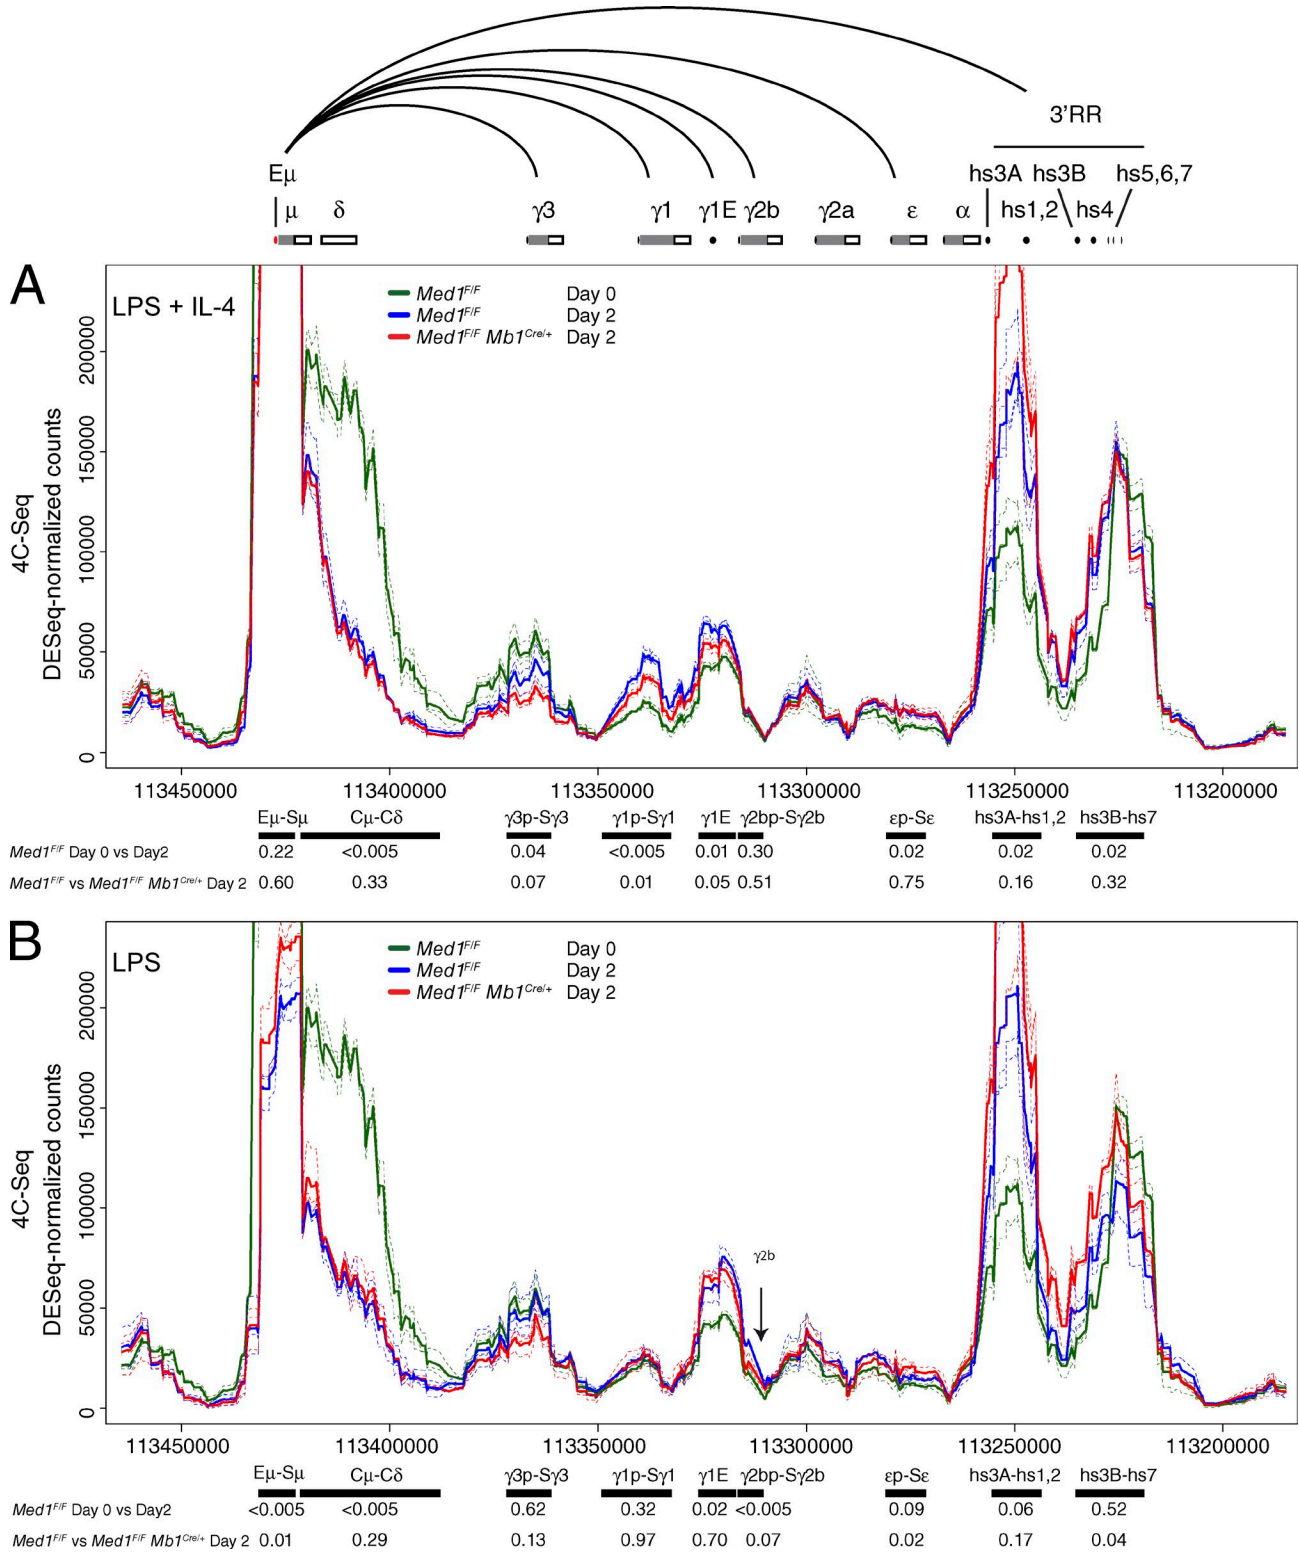 3'RR
Eμ hs3A hs3B hs5,6,7
μ δ γ3 γ1 γ1E γ2b γ2a ε α hs1,2 hs4
A
LPS + IL-4
Med1F/F Day 0
Med1F/F Day 2
Med1F/F Mb1Cre/+ Day 2
4C-Seq
DESeq-normalized counts
200000
150000
100000
50000
0
113450000 113400000 113350000 113300000 113250000 113200000
Eμ-Sμ Cμ-Cδ γ3p-Sγ3 γ1p-Sγ1 γ1E γ2bp-Sγ2b εp-Sε hs3A-hs1,2 hs3B-hs7
Med1F/F Day 0 vs Day2 0.22 <0.005 0.04 <0.005 0.01 0.30 0.02 0.02 0.02
Med1F/F vs Med1F/F Mb1Cre/+ Day 2 0.60 0.33 0.07 0.01 0.05 0.51 0.75 0.16 0.32
B
LPS
Med1F/F Day 0
Med1F/F Day 2
Med1F/F Mb1Cre/+ Day 2
4C-Seq
DESeq-normalized counts
200000
150000
100000
50000
0
γ2b
113450000 113400000 113350000 113300000 113250000 113200000
Eμ-Sμ Cμ-Cδ γ3p-Sγ3 γ1p-Sγ1 γ1E γ2bp-Sγ2b εp-Sε hs3A-hs1,2 hs3B-hs7
Med1F/F Day 0 vs Day2 <0.005 <0.005 0.62 0.32 0.02 <0.005 0.09 0.06 0.52
Med1F/F vs Med1F/F Mb1Cre/+ Day 2 0.01 0.29 0.13 0.97 0.70 0.07 0.02 0.17 0.04